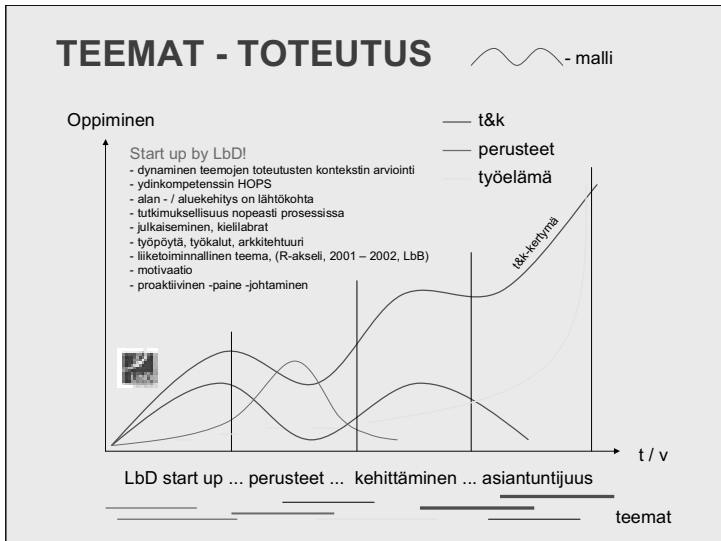 TEEMAT - TOTEUTUS
- malli
Oppiminen
t&k
perusteet
työelämä
Start up by LbD!
- dynaminen teemojen toteutusten kontekstin arviointi
- ydinkompetenssin HOPS
- alan - / aluekehitys on lähtökohta
- tutkimuksellisuus nopeasti prosessissa
- julkaiseminen, kielilabrat
- työpöytä, työkalut, arkkitehtuuri
- liiketoiminnallinen teema, (R-akseli, 2001 – 2002, LbB)
- motivaatio
- proaktiivinen -paine -johtaminen
t&k-kertymä
t / v
LbD start up ... perusteet ... kehittäminen ... asiantuntijuus
teemat